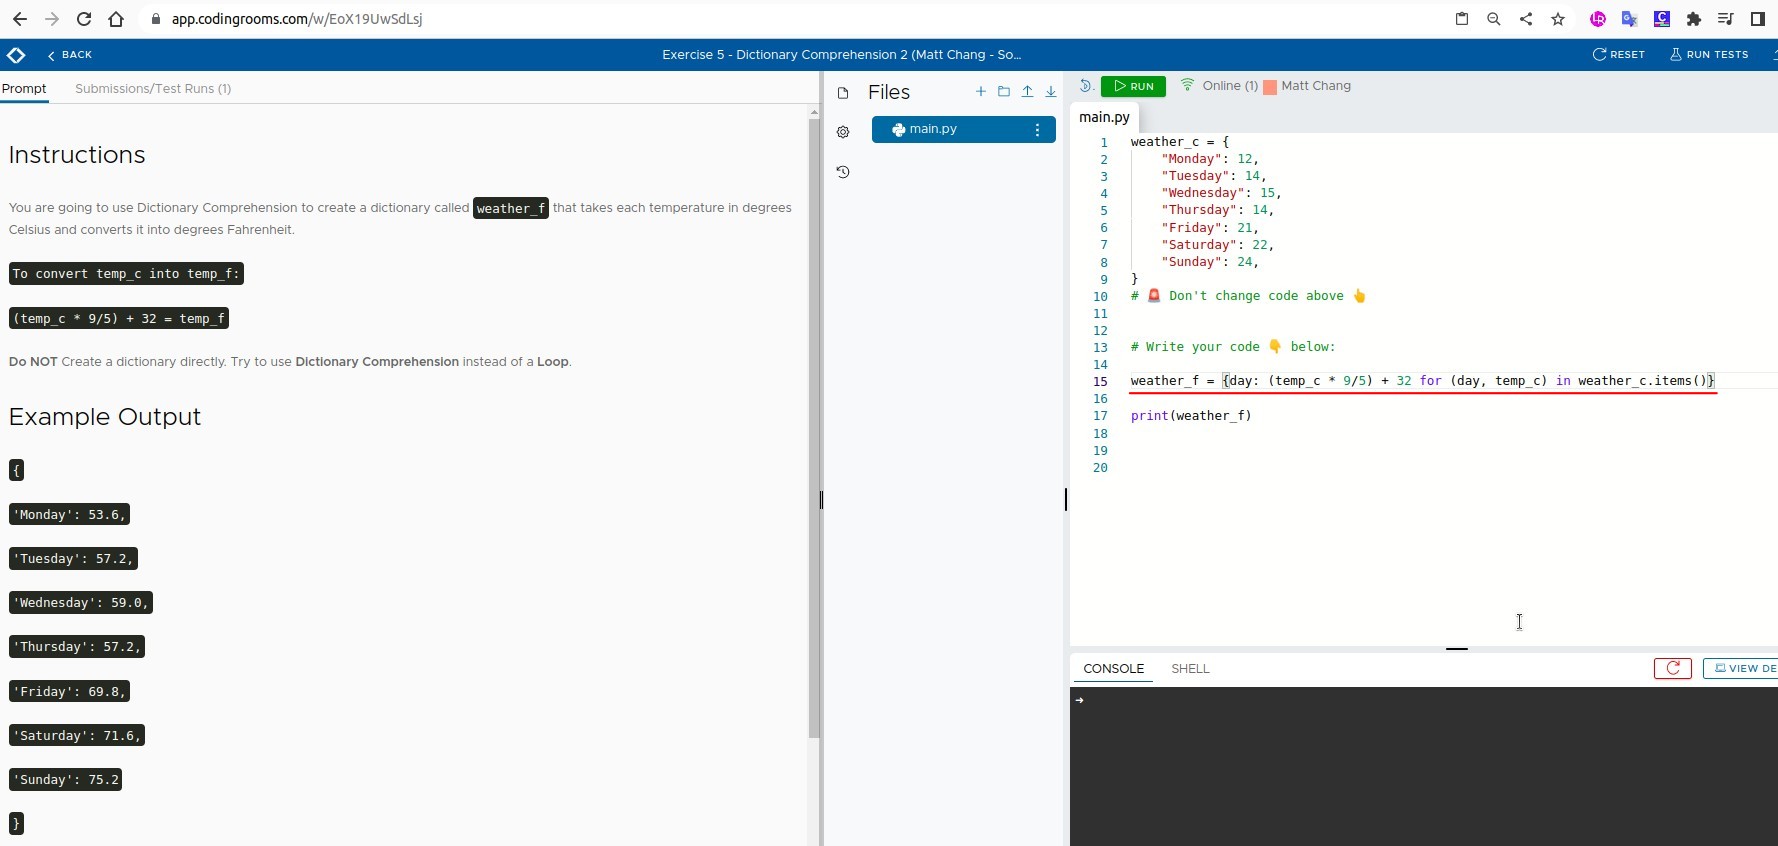 app.codingrooms.com/w/EoX19UwSdLsj
BACK
Exercise 5 - Dictionary Comprehension 2 (Matt Chang - So...
RESET
RUN TESTS
Prompt
Submissions/Test Runs (1)
Instructions
You are going to use Dictionary Comprehension to create a dictionary called weather_f that takes each temperature in degrees
Celsius and converts it into degrees Fahrenheit.
To convert temp_c into temp_f:
(temp_c * 9/5) + 32 = temp_f
Do NOT Create a dictionary directly. Try to use Dictionary Comprehension instead of a Loop.
Example Output
{
'Monday': 53.6,
'Tuesday': 57.2,
'Wednesday': 59.0,
'Thursday': 57.2,
'Friday': 69.8,
'Saturday': 71.6,
'Sunday': 75.2
}
Files
main.py
RUN
Online (1)
Matt Chang
main.py
1 weather_c = {
2 "Monday": 12,
3 "Tuesday": 14,
4 "Wednesday": 15,
5 "Thursday": 14,
6 "Friday": 21,
7 "Saturday": 22,
8 "Sunday": 24,
9 }
10 # 🚨 Don't change code above 👆
11
12
13 # Write your code 👇 below:
14
15 weather_f = {day: (temp_c * 9/5) + 32 for (day, temp_c) in weather_c.items()}
16
17 print(weather_f)
18
19
20
CONSOLE
SHELL
VIEW DE
➜